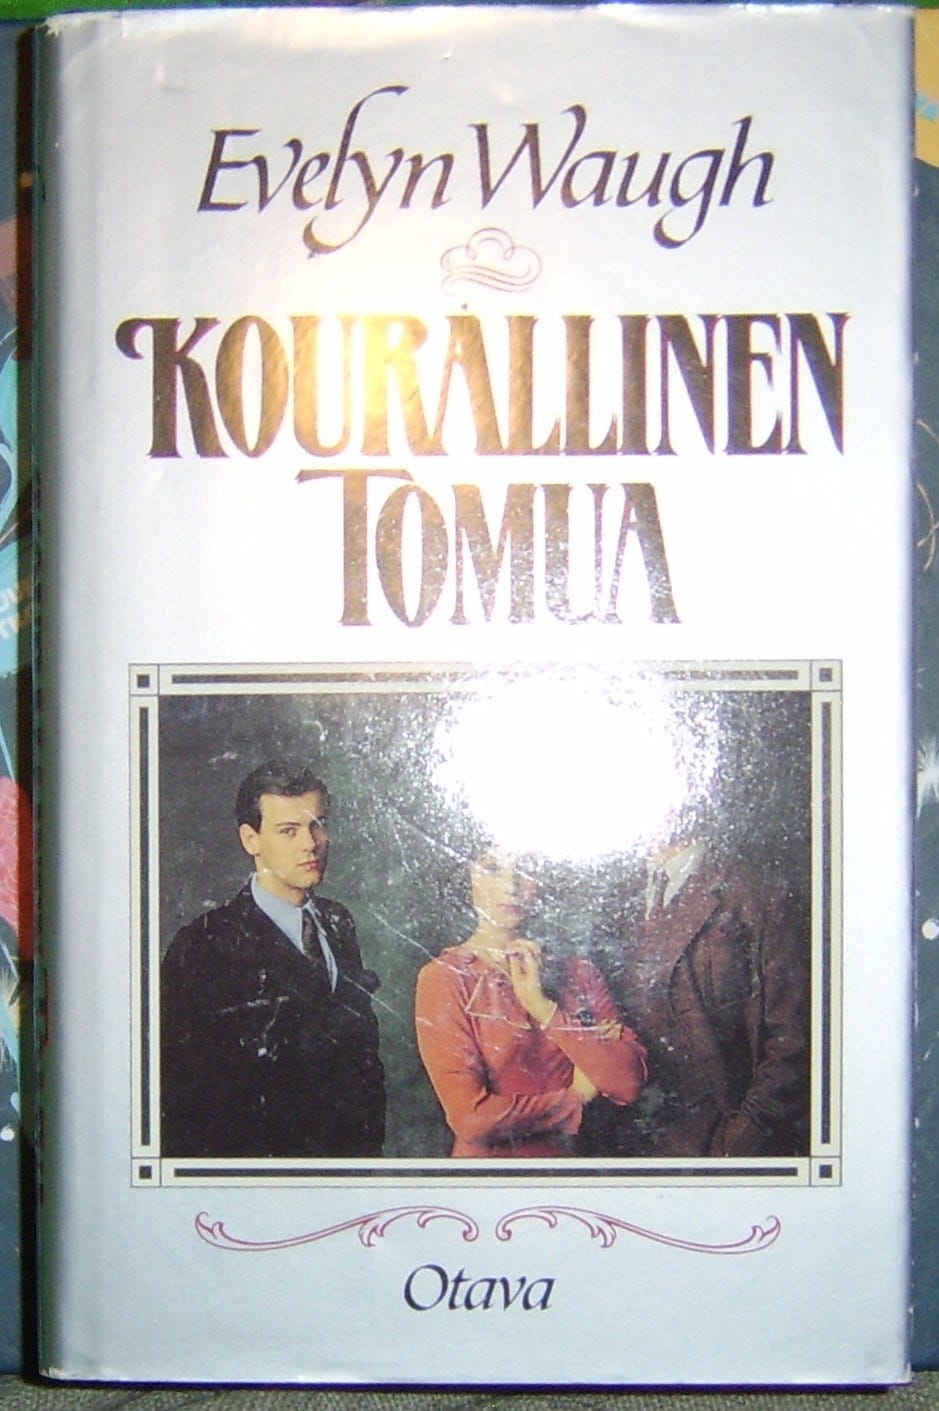 Evelyn Waugh
KOURALLINEN
TOMUA
Otava